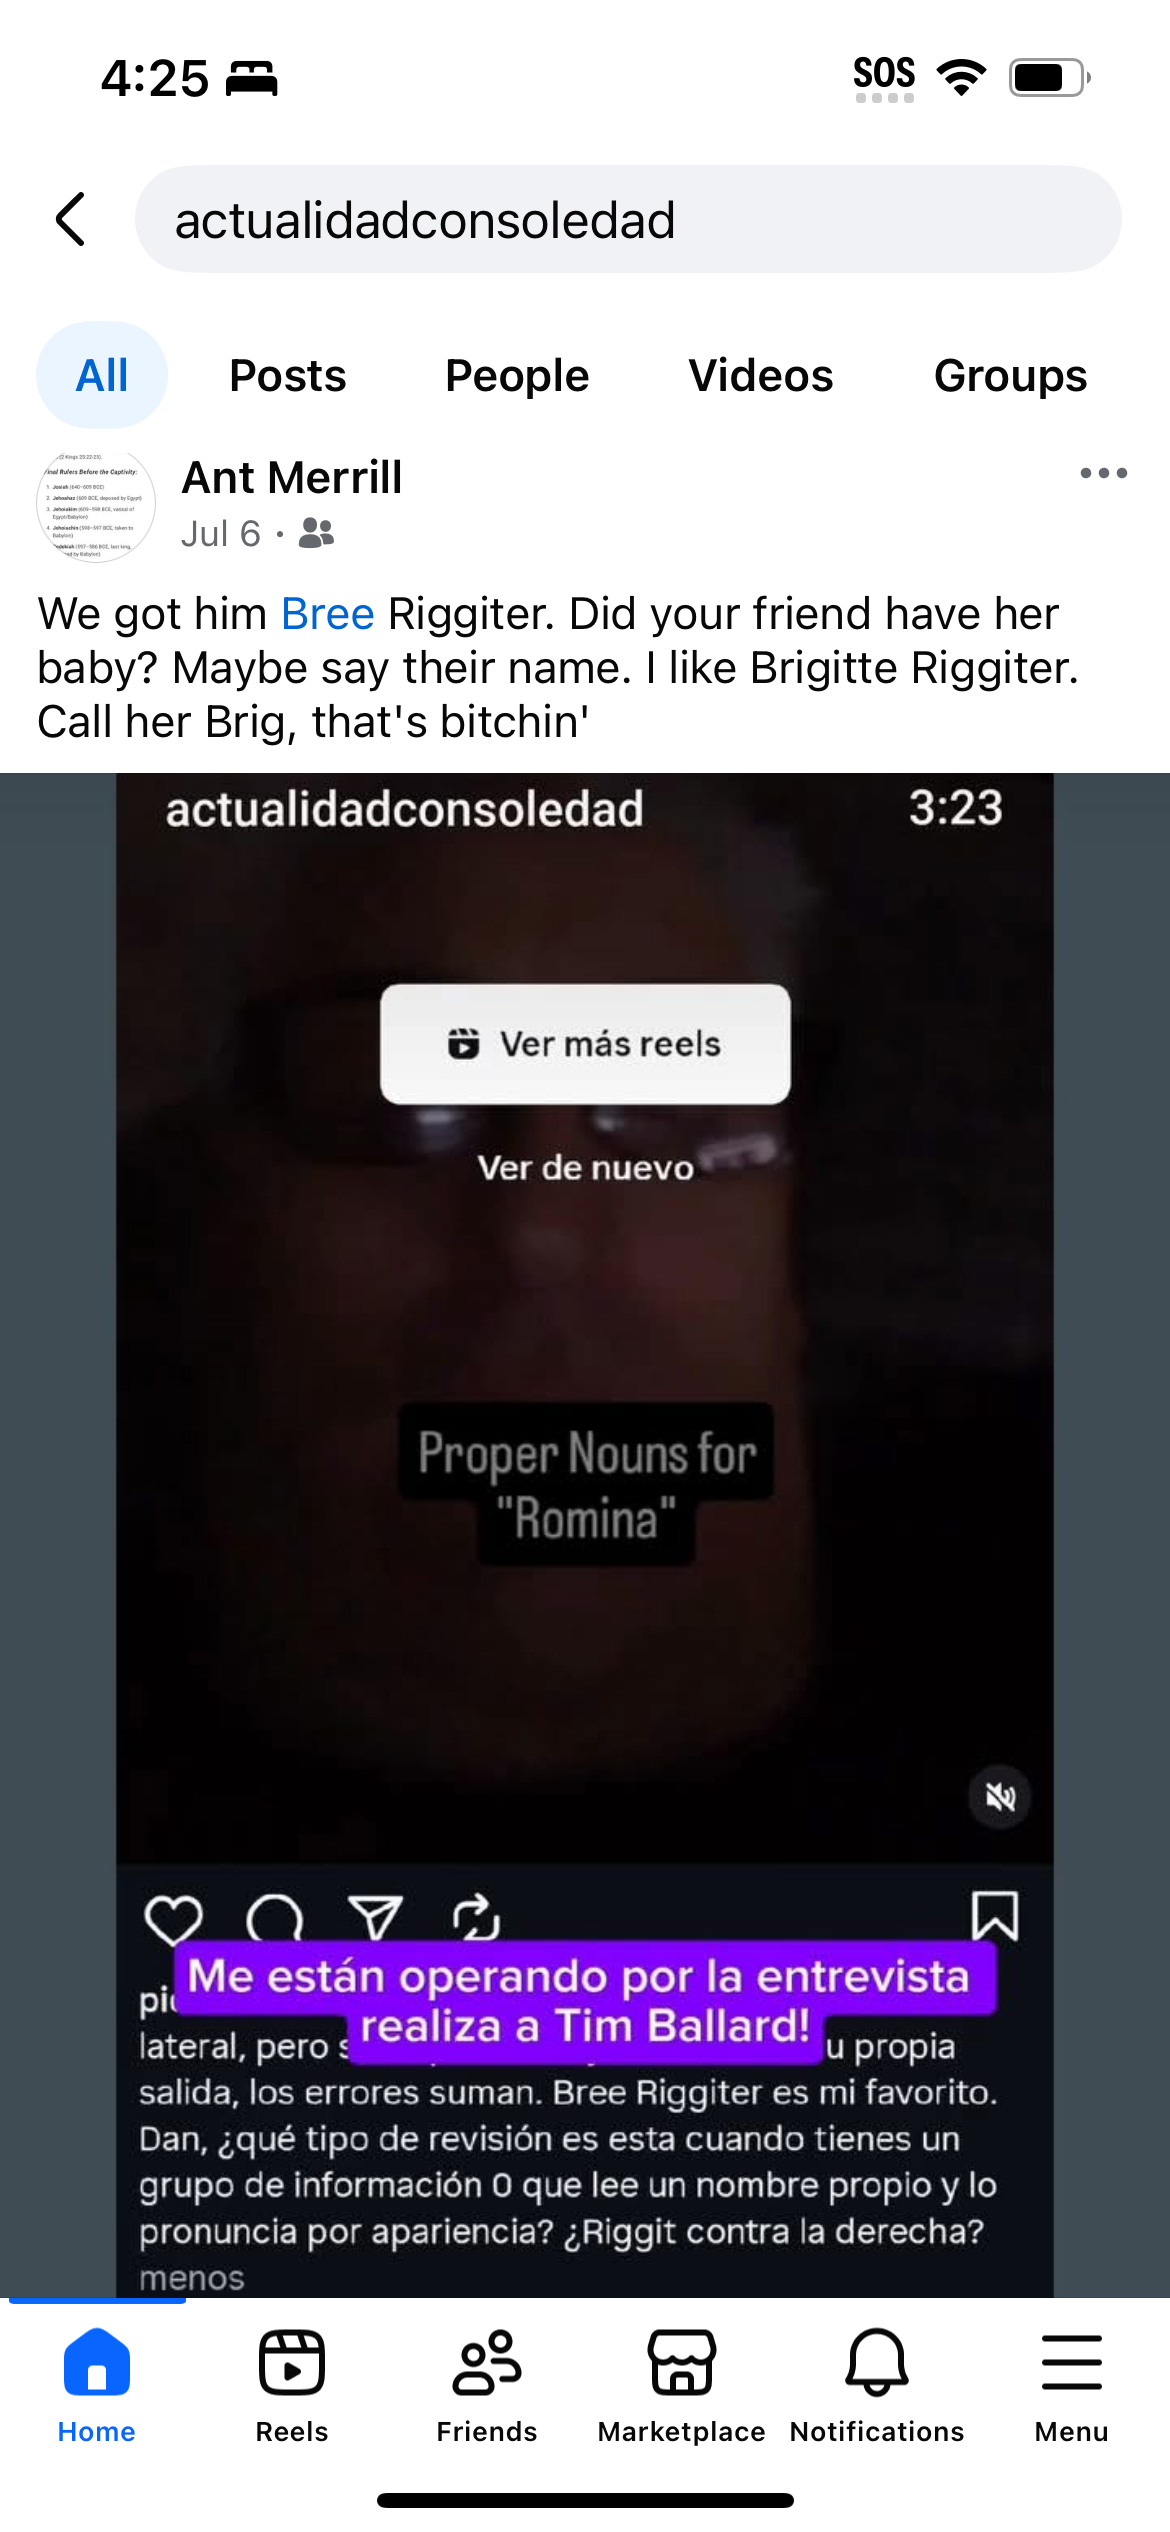 4:25
SOS
actualidadconsoledad
All
Posts
People
Videos
Groups
Final Rulers Before the Captivity:
Ant Merrill
Jul 6 ·
We got him Bree Riggiter. Did your friend have her
baby? Maybe say their name. I like Brigitte Riggiter.
Call her Brig, that's bitchin'
actualidadconsoledad
3:23
Ver más reels
Ver de nuevo
Proper Nouns for
"Romina"
Me están operando por la entrevista
realiza a Tim Ballard!
lateral, pero
u propia
salida, los errores suman. Bree Riggiter es mi favorito.
Dan, ¿qué tipo de revisión es esta cuando tienes un
grupo de información 0 que lee un nombre propio y lo
pronuncia por apariencia? ¿Riggit contra la derecha?
menos
Home
Reels
Friends
Marketplace
Notifications
Menu